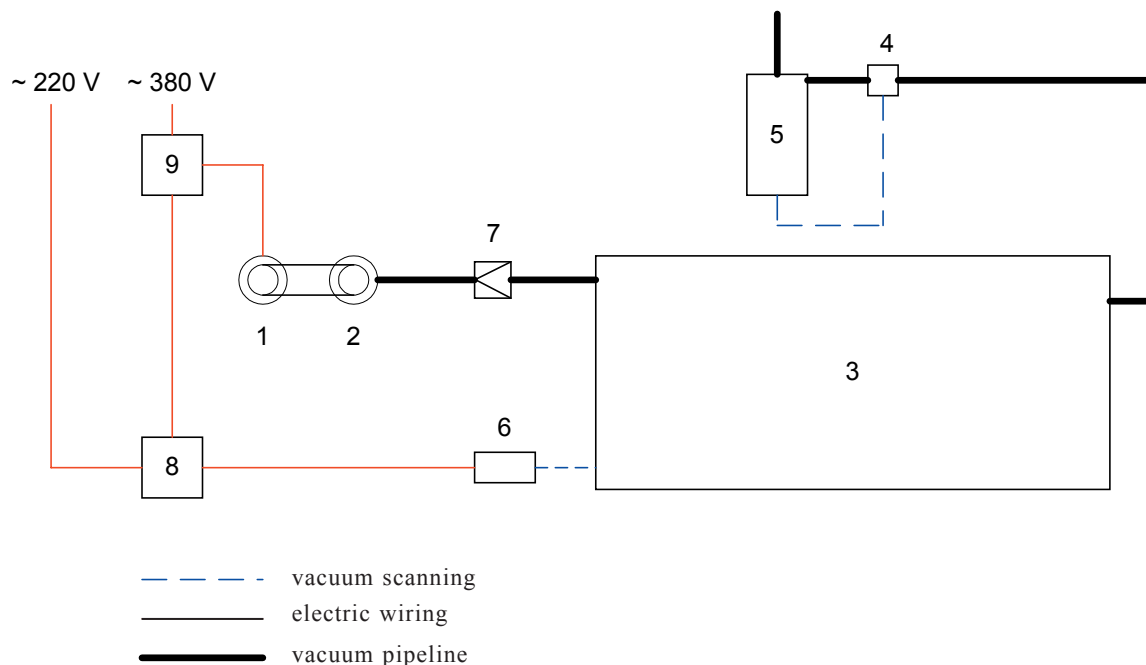 4
~ 220 V ~ 380 V
5
9
7
1 2
3
6
8
vacuum scanning
electric wiring
vacuum pipeline